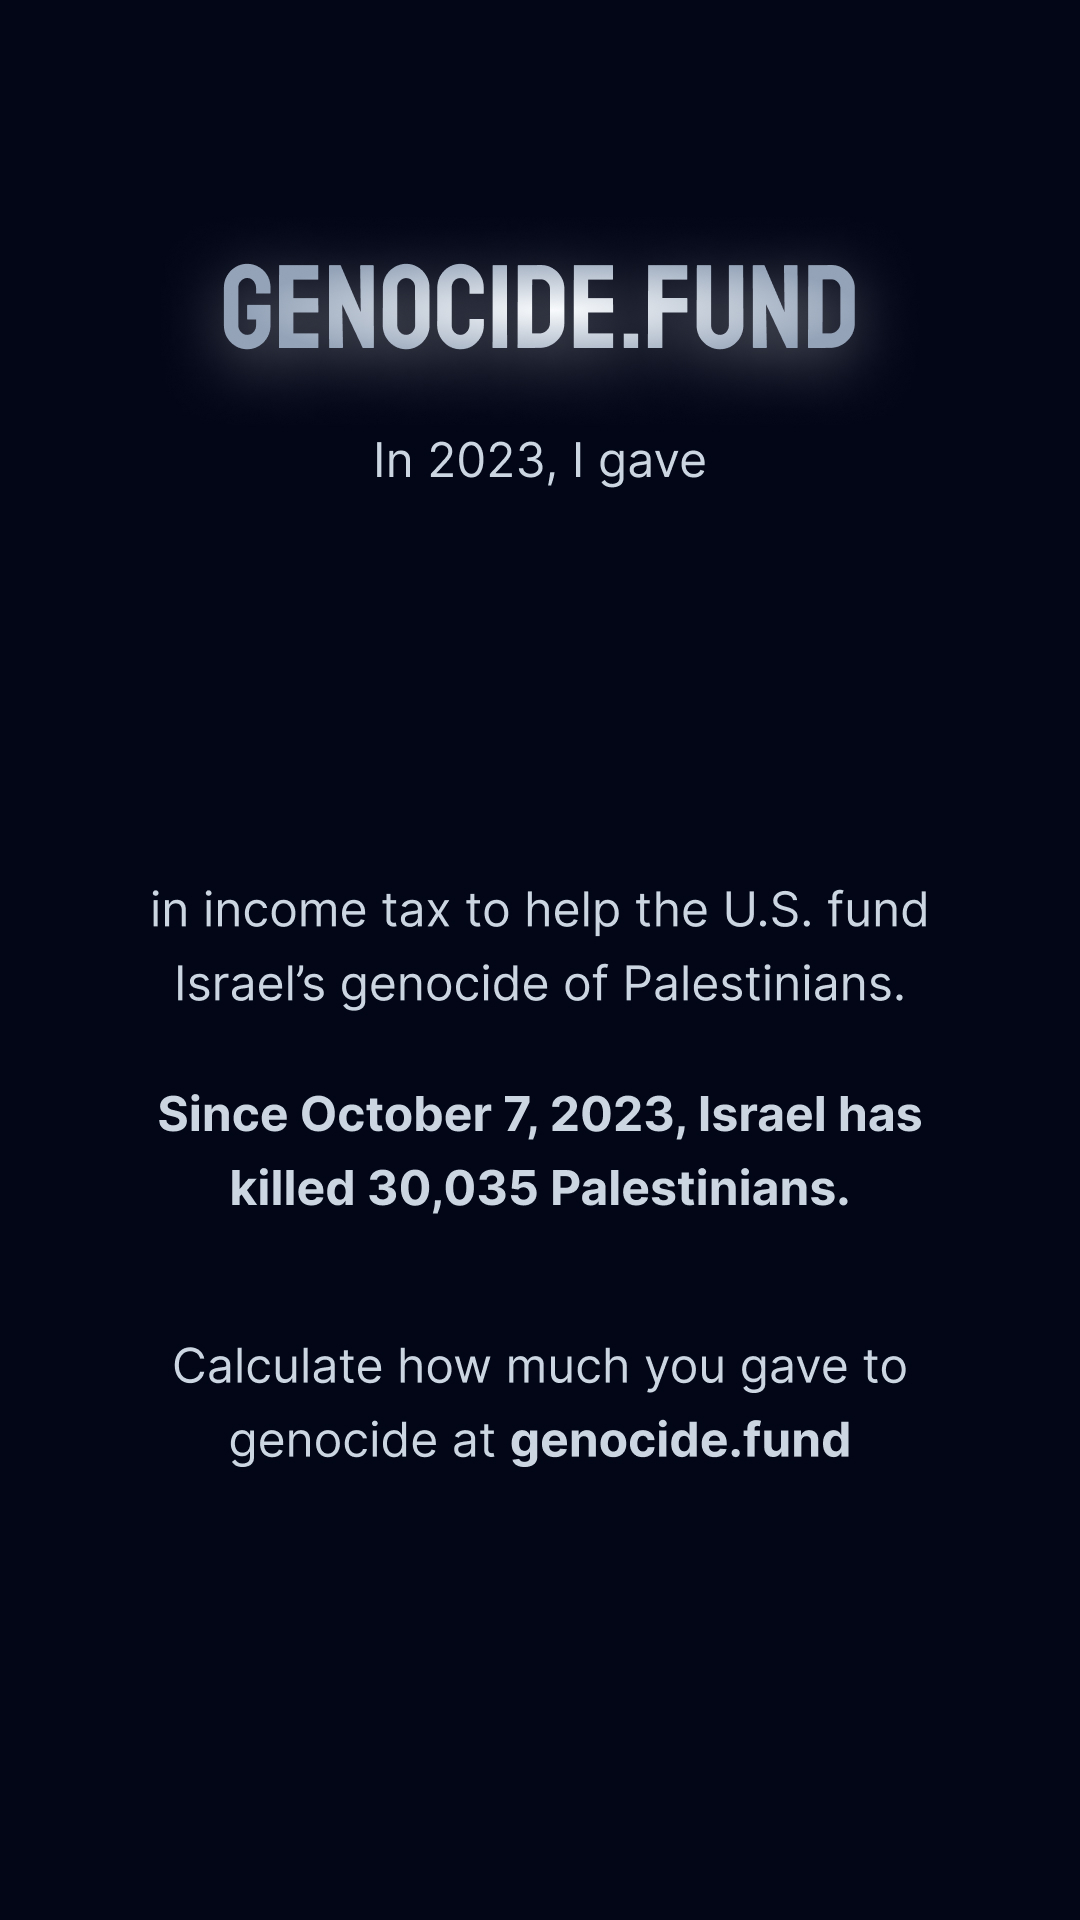 GENOCIDE.FUND
In 2023, I gave
in income tax to help the U.S. fund
Israel’s genocide of Palestinians.
Since October 7, 2023, Israel has
killed 30,035 Palestinians.
Calculate how much you gave to
genocide at genocide.fund